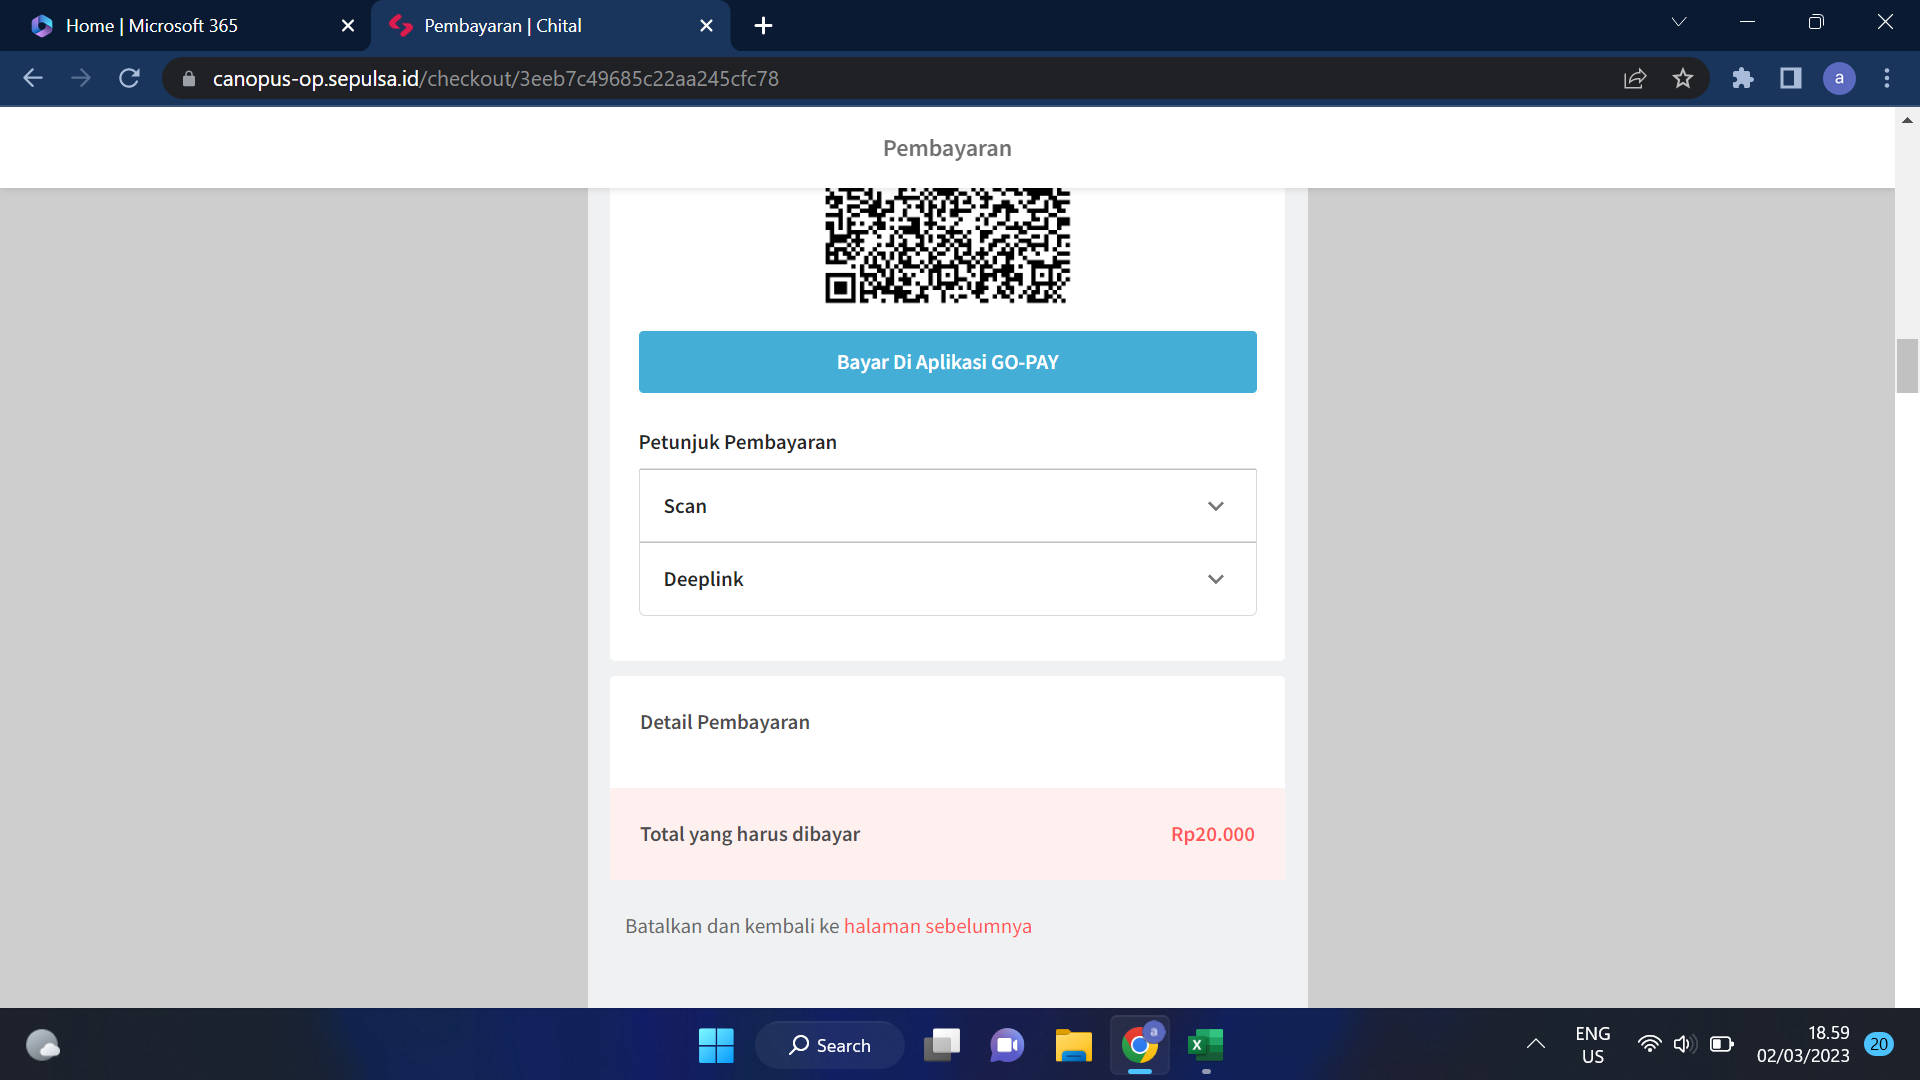 Home | Microsoft 365
Pembayaran | Chital
canopus-op.sepulsa.id/checkout/3eeb7c49685c22aa245cfc78
a
Pembayaran
Bayar Di Aplikasi GO-PAY
Petunjuk Pembayaran
Scan
Deeplink
Detail Pembayaran
Total yang harus dibayar Rp20.000
Batalkan dan kembali ke halaman sebelumnya
Search
a
X
ENG
US
18.59
02/03/2023
20